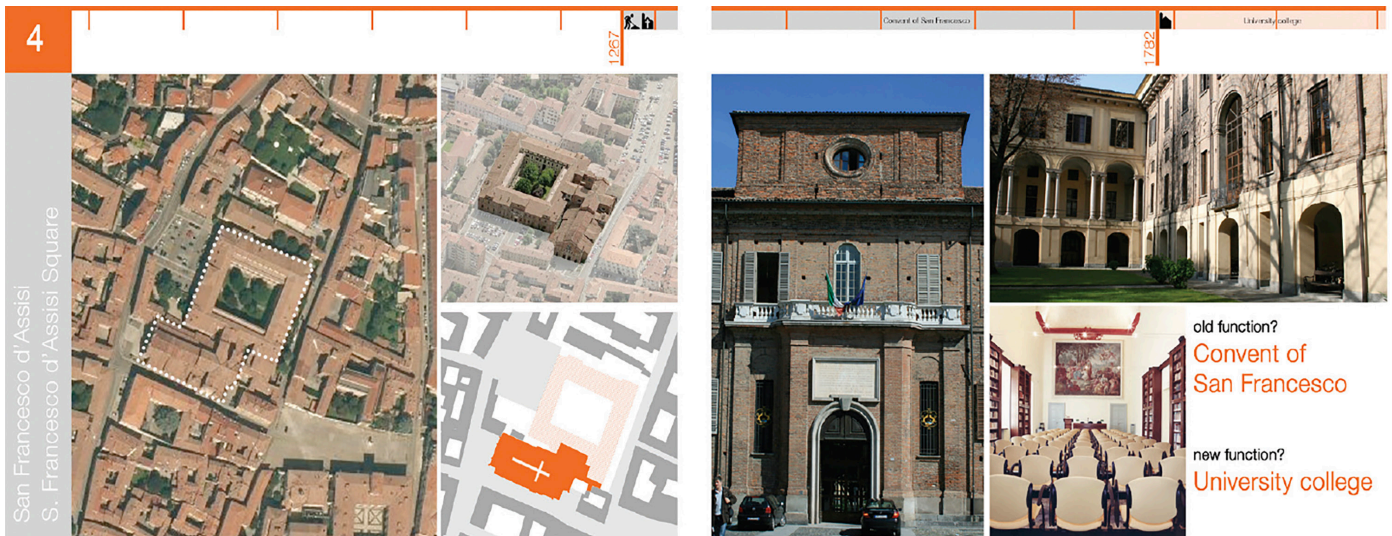 4
San Francesco d'Assisi
S. Francesco d'Assisi Square
1267
Convent of San Francesco
1782
University college
old function?
Convent of
San Francesco
new function?
University college